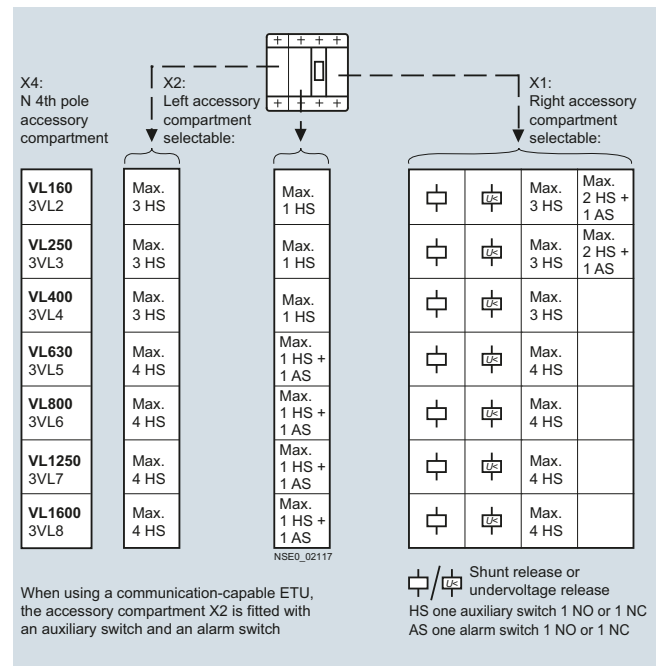 + + + +
+ + + +
X4:
N 4th pole
accessory
compartment
X2:
Left accessory
compartment
selectable:
X1:
Right accessory
compartment
selectable:
VL160
3VL2
Max.
3 HS
Max.
1 HS
U<
Max.
3 HS
Max.
2 HS +
1 AS
VL250
3VL3
Max.
3 HS
Max.
1 HS
U<
Max.
3 HS
Max.
2 HS +
1 AS
VL400
3VL4
Max.
3 HS
Max.
1 HS
U<
Max.
3 HS
VL630
3VL5
Max.
4 HS
Max.
1 HS +
1 AS
U<
Max.
4 HS
VL800
3VL6
Max.
4 HS
Max.
1 HS +
1 AS
U<
Max.
4 HS
VL1250
3VL7
Max.
4 HS
Max.
1 HS +
1 AS
U<
Max.
4 HS
VL1600
3VL8
Max.
4 HS
Max.
1 HS +
1 AS
U<
Max.
4 HS
NSE0_02117
When using a communication-capable ETU,
the accessory compartment X2 is fitted with
an auxiliary switch and an alarm switch
/ U< Shunt release or
undervoltage release
HS one auxiliary switch 1 NO or 1 NC
AS one alarm switch 1 NO or 1 NC